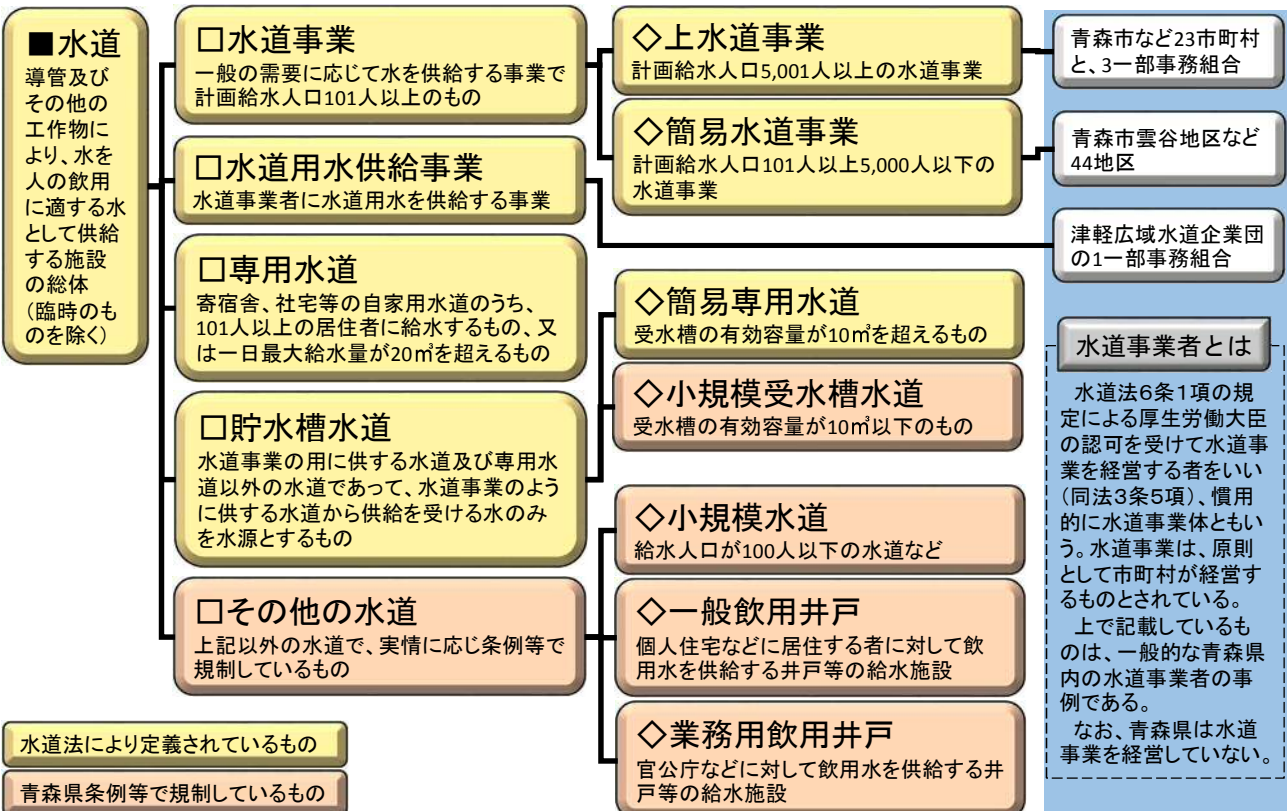 ■水道
導管及び
その他の
工作物に
より、水を
人の飲用
に適する水
として供給
する施設
の総体
(臨時のも
のを除く)
□水道事業
一般の需要に応じて水を供給する事業で
計画給水人口101人以上のもの
□水道用水供給事業
水道事業者に水道用水を供給する事業
□専用水道
寄宿舎、社宅等の自家用水道のうち、
101人以上の居住者に給水するもの、又
は一日最大給水量が20㎥を超えるもの
□貯水槽水道
水道事業の用に供する水道及び専用水
道以外の水道であって、水道事業のよう
に供する水道から供給を受ける水のみ
を水源とするもの
□その他の水道
上記以外の水道で、実情に応じ条例等で
規制しているもの
◇上水道事業
計画給水人口5,001人以上の水道事業
◇簡易水道事業
計画給水人口101人以上5,000人以下の
水道事業
◇簡易専用水道
受水槽の有効容量が10㎥を超えるもの
◇小規模受水槽水道
受水槽の有効容量が10㎥以下のもの
◇小規模水道
給水人口が100人以下の水道など
◇一般飲用井戸
個人住宅などに居住する者に対して飲
用水を供給する井戸等の給水施設
◇業務用飲用井戸
官公庁などに対して飲用水を供給する井
戸等の給水施設
青森市など23市町村
と、3一部事務組合
青森市雲谷地区など
44地区
津軽広域水道企業団
の1一部事務組合
水道事業者とは
水道法6条1項の規
定による厚生労働大臣
の認可を受けて水道事
業を経営する者をいい
(同法3条5項)、慣用
的に水道事業体ともい
う。水道事業は、原則
として市町村が経営す
るものとされている。
上で記載しているも
のは、一般的な青森県
内の水道事業者の事
例である。
なお、青森県は水道
事業を経営していない。
水道法により定義されているもの
青森県条例等で規制しているもの